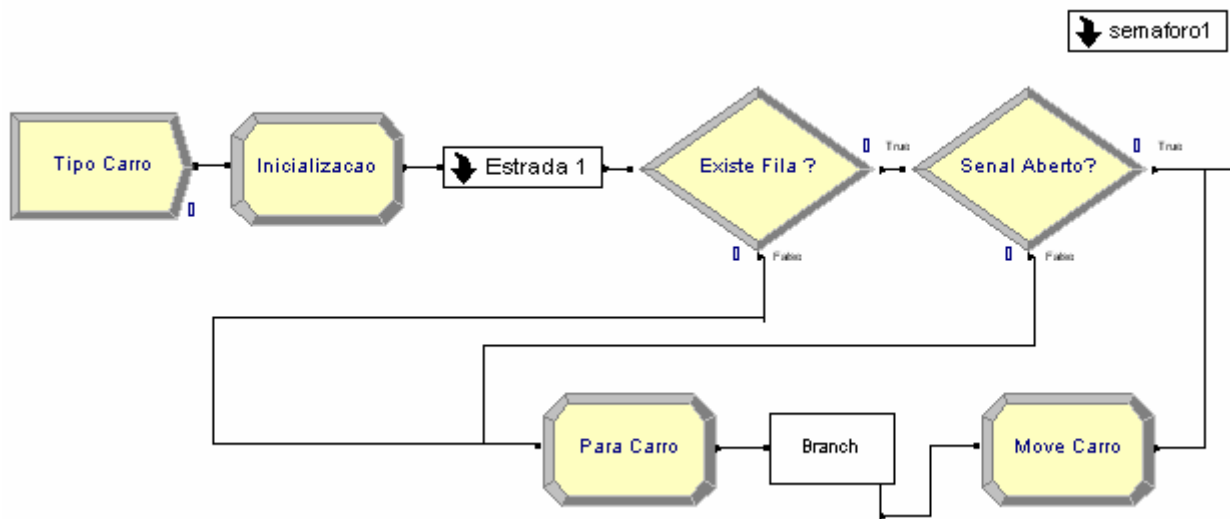 semaforo1
Tipo Carro
Inicializacao
Estrada 1
Existe Fila ?
True
False
Senal Aberto?
True
False
Para Carro
Branch
Move Carro